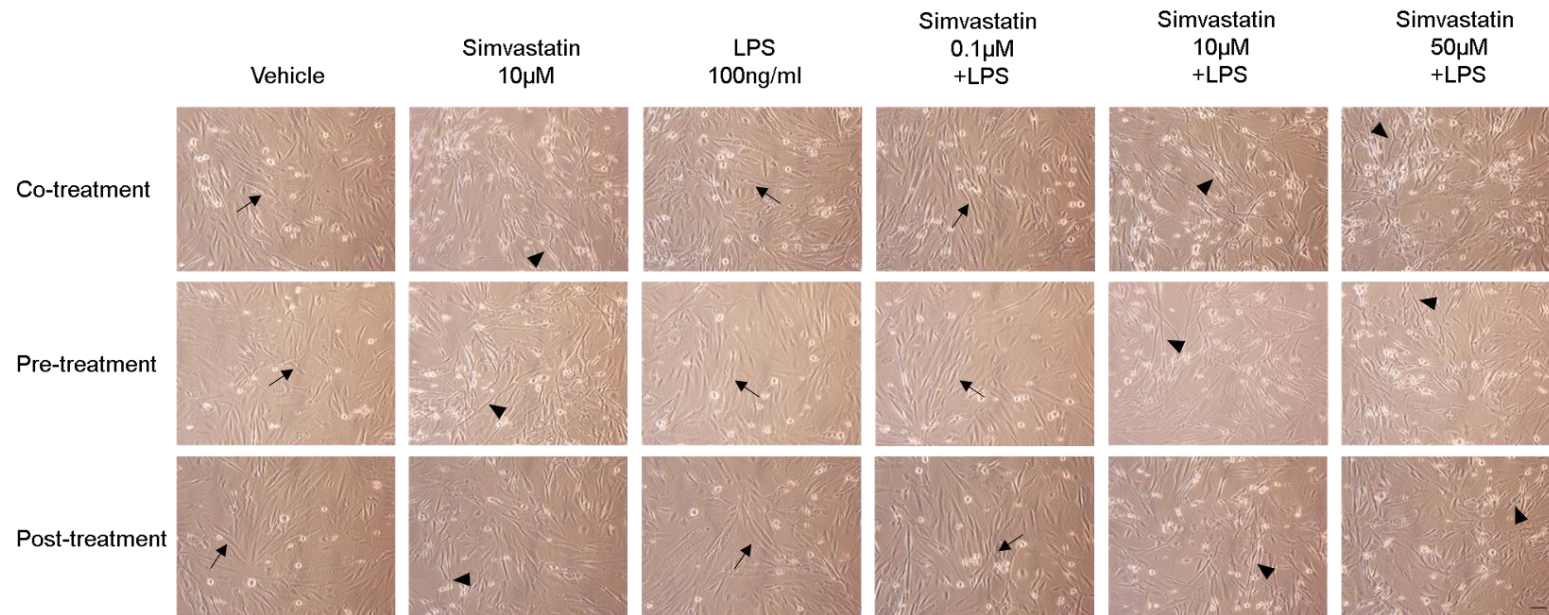 Vehicle
Simvastatin
10µM
LPS
100ng/ml
Simvastatin
0.1µM
+LPS
Simvastatin
10µM
+LPS
Simvastatin
50µM
+LPS
Co-treatment
Pre-treatment
Post-treatment